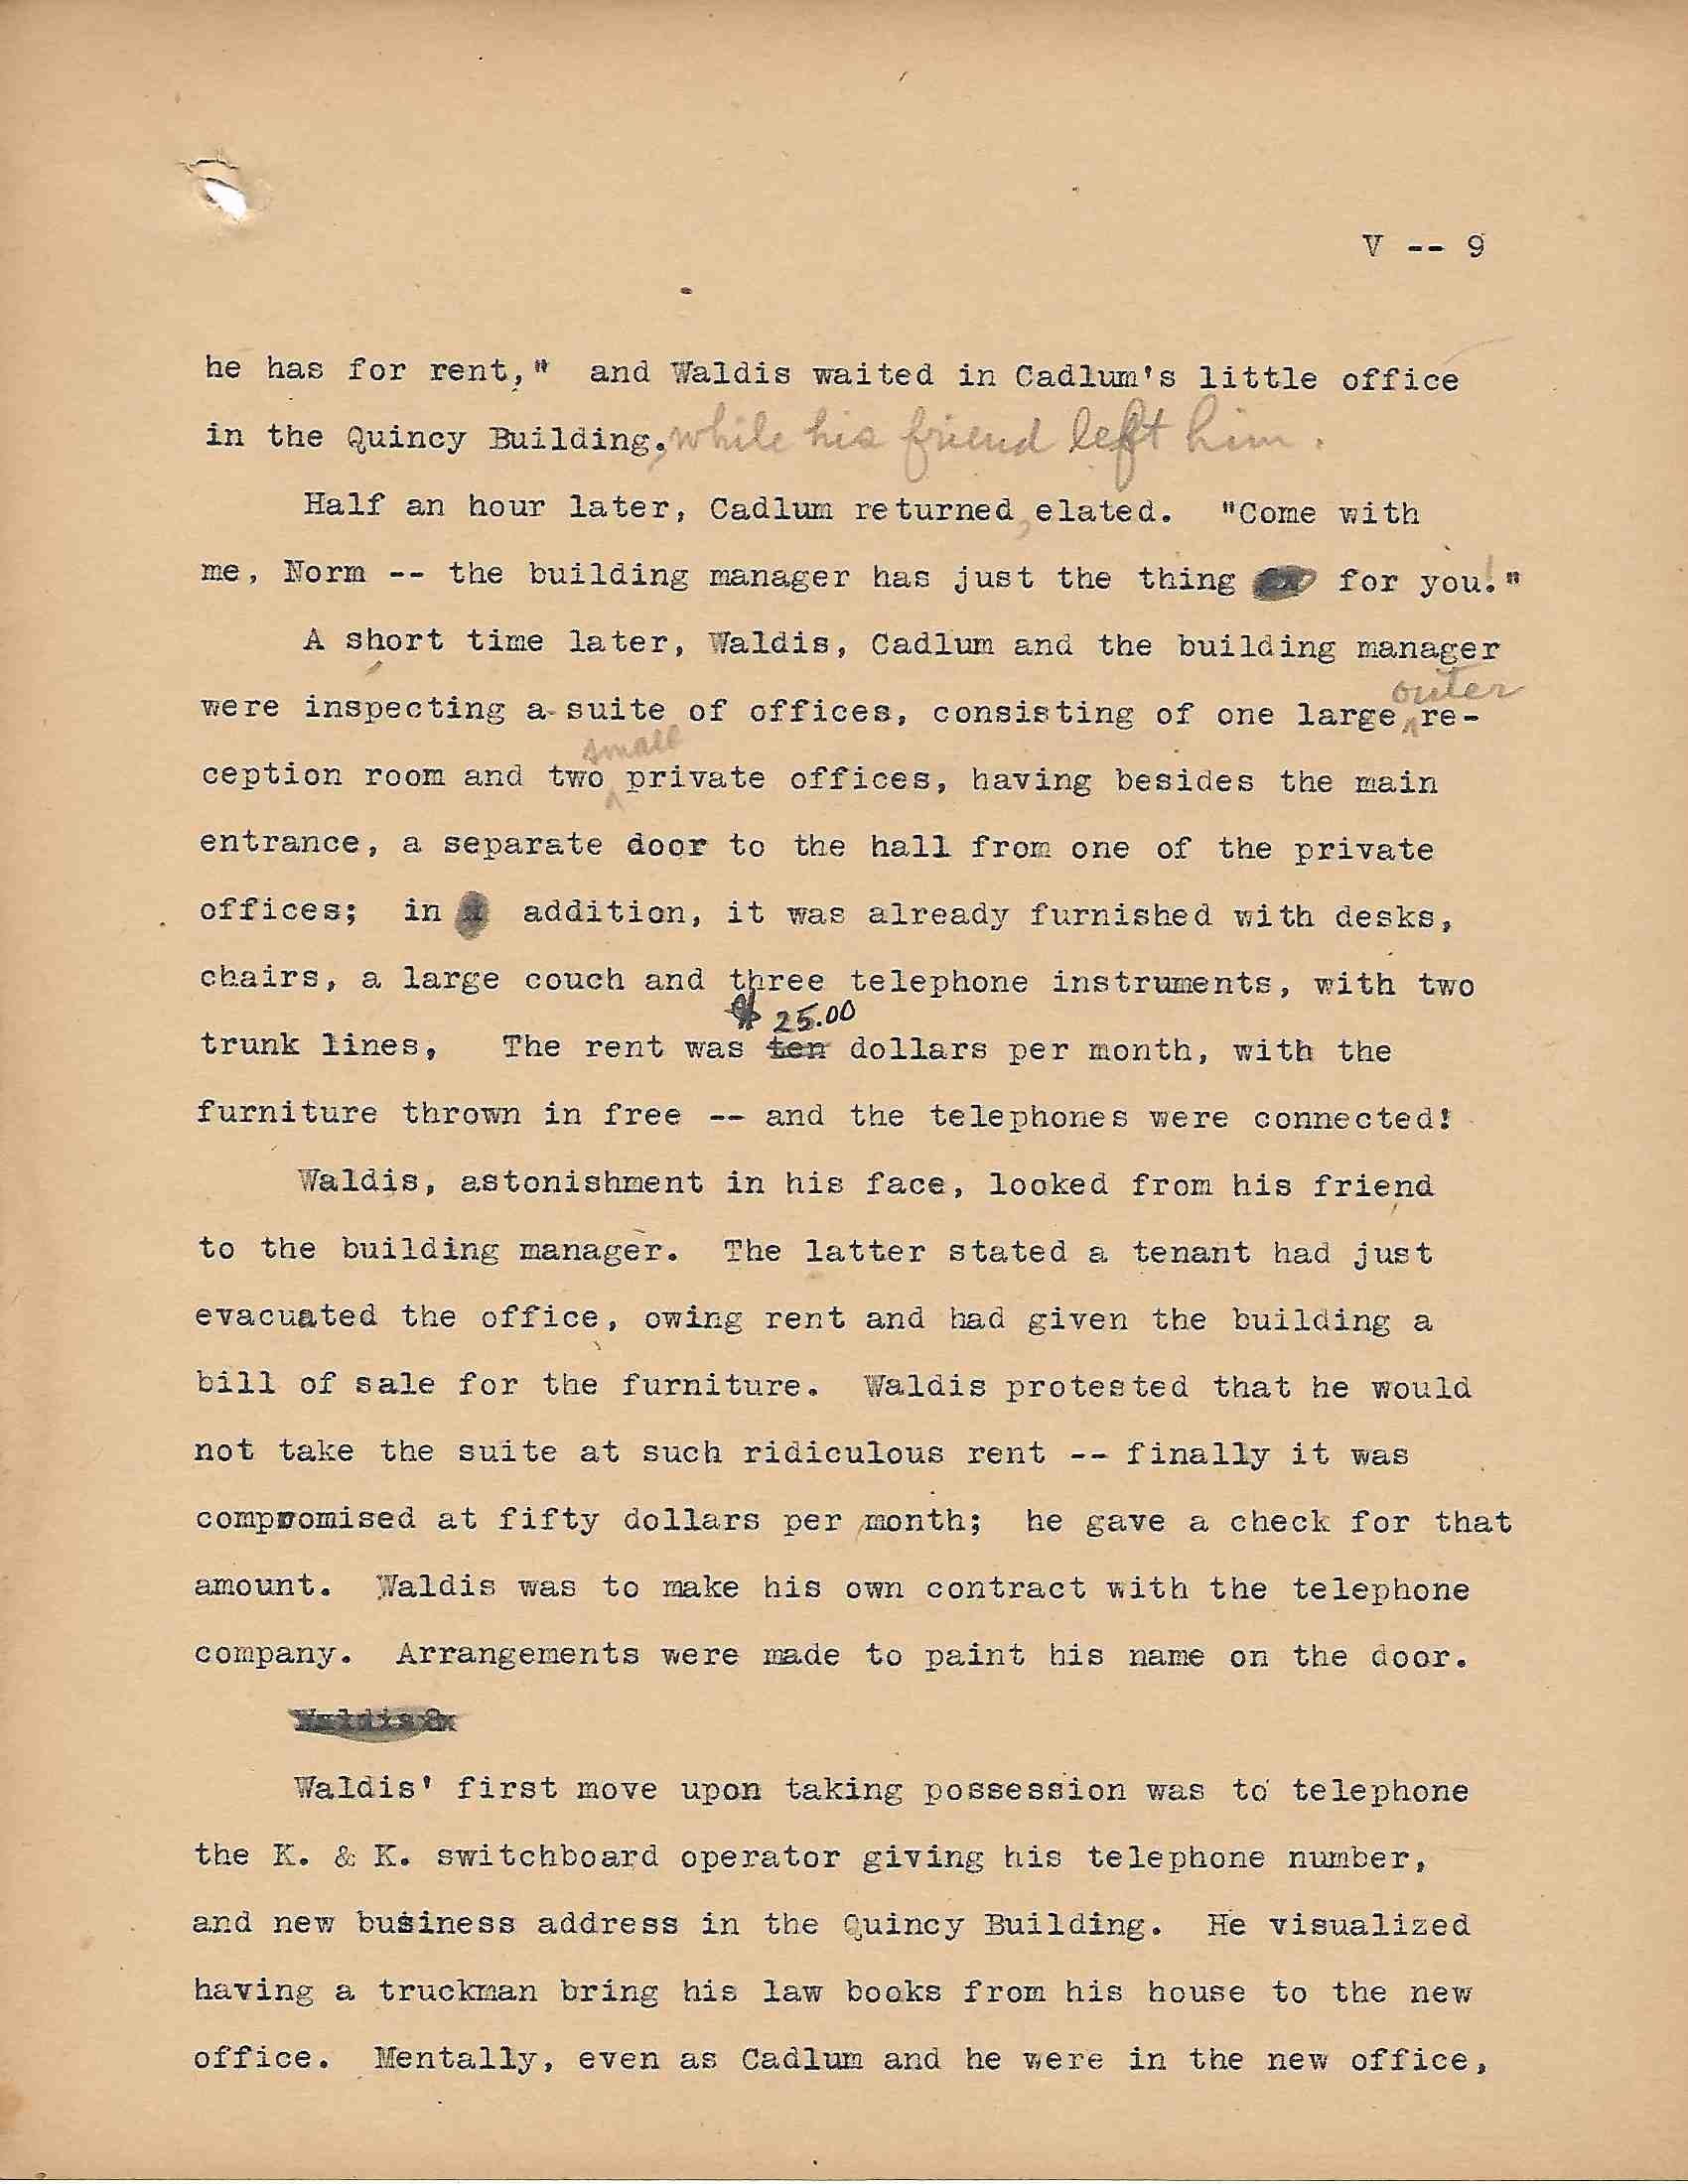 V -- 9
he has for rent," and Waldis waited in Cadlum's little office
in the Quincy Building, while his friend left him.
Half an hour later, Cadlum returned, elated. "Come with
me, Norm -- the building manager has just the thing for you!"
A short time later, Waldis, Cadlum and the building manager
outer
were inspecting a suite of offices, consisting of one large re-
small
ception room and two private offices, having besides the main
entrance, a separate door to the hall from one of the private
offices; in addition, it was already furnished with desks,
chairs, a large couch and three telephone instruments, with two
$ 25.00
trunk lines, The rent was ten dollars per month, with the
furniture thrown in free -- and the telephones were connected!
Waldis, astonishment in his face, looked from his friend
to the building manager. The latter stated a tenant had just
evacuated the office, owing rent and had given the building a
bill of sale for the furniture. Waldis protested that he would
not take the suite at such ridiculous rent -- finally it was
compromised at fifty dollars per month; he gave a check for that
amount. Waldis was to make his own contract with the telephone
company. Arrangements were made to paint his name on the door.
Waldis' first move upon taking possession was to telephone
the K. & K. switchboard operator giving his telephone number,
and new business address in the Quincy Building. He visualized
having a truckman bring his law books from his house to the new
office. Mentally, even as Cadlum and he were in the new office,